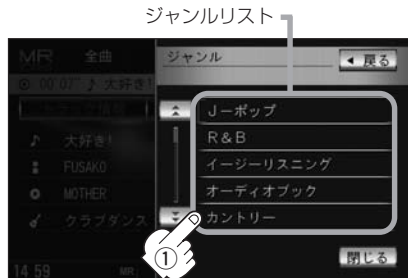 ジャンルリスト
MR 全曲
ジャンル
◀ 戻る
00'07" ♪ 大好き!
J－ポップ
♪ 大好き!
R＆B
FUSAKO
イージーリスニング
MOTHER
オーディオブック
クラブダンス
カントリー
①
閉じる
14:59 MR